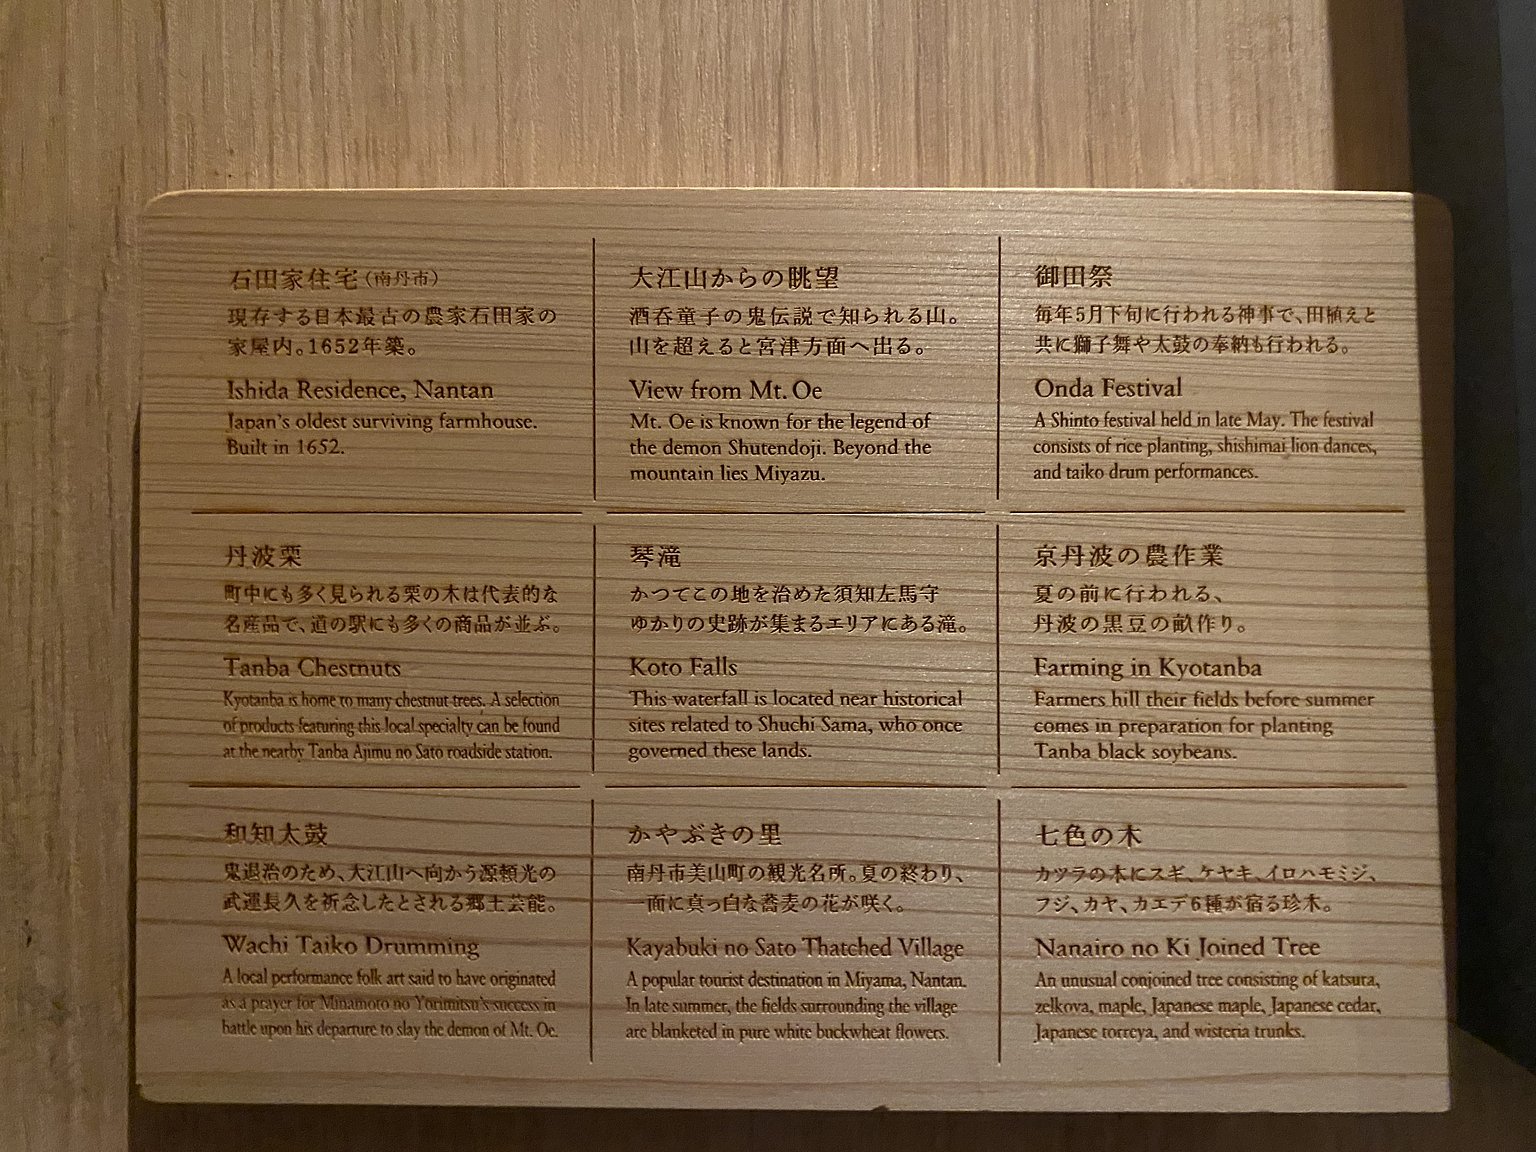 石田家住宅（南丹市）
現存する日本最古の農家石田家の
家屋内。1652年築。
Ishida Residence, Nantan
Japan's oldest surviving farmhouse.
Built in 1652.
大江山からの眺望
酒呑童子の鬼伝説で知られる山。
山を超えると宮津方面へ出る。
View from Mt. Oe
Mt. Oe is known for the legend of
the demon Shutendoji. Beyond the
mountain lies Miyazu.
御田祭
毎年5月下旬に行われる神事で、田植えと
共に獅子舞や太鼓の奉納も行われる。
Onda Festival
A Shinto festival held in late May. The festival
consists of rice planting, shishimai lion dances,
and taiko drum performances.
丹波栗
町中にも多く見られる栗の木は代表的な
名産品で、道の駅にも多くの商品が並ぶ。
Tanba Chestnuts
Kyotanba is home to many chestnut trees. A selection
of products featuring this local specialty can be found
at the nearby Tanba Ajimu no Sato roadside station.
琴滝
かつてこの地を治めた須知左馬守
ゆかりの史跡が集まるエリアにある滝。
Koto Falls
This waterfall is located near historical
sites related to Shuchi Sama, who once
governed these lands.
京丹波の農作業
夏の前に行われる、
丹波の黒豆の畝作り。
Farming in Kyotanba
Farmers hill their fields before summer
comes in preparation for planting
Tanba black soybeans.
和知太鼓
鬼退治のため、大江山へ向かう源頼光の
武運長久を祈念したとされる郷土芸能。
Wachi Taiko Drumming
A local performance folk art said to have originated
as a prayer for Minamoto no Yorimitsu's success in
battle upon his departure to slay the demon of Mt. Oe.
かやぶきの里
南丹市美山町の観光名所。夏の終わり、
一面に真っ白な蕎麦の花が咲く。
Kayabuki no Sato Thatched Village
A popular tourist destination in Miyama, Nantan.
In late summer, the fields surrounding the village
are blanketed in pure white buckwheat flowers.
七色の木
カツラの木にスギ、ケヤキ、イロハモミジ、
フジ、カヤ、カエデ6種が宿る珍木。
Nanairo no Ki Joined Tree
An unusual conjoined tree consisting of katsura,
zelkova, maple, Japanese maple, Japanese cedar,
Japanese torreya, and wisteria trunks.